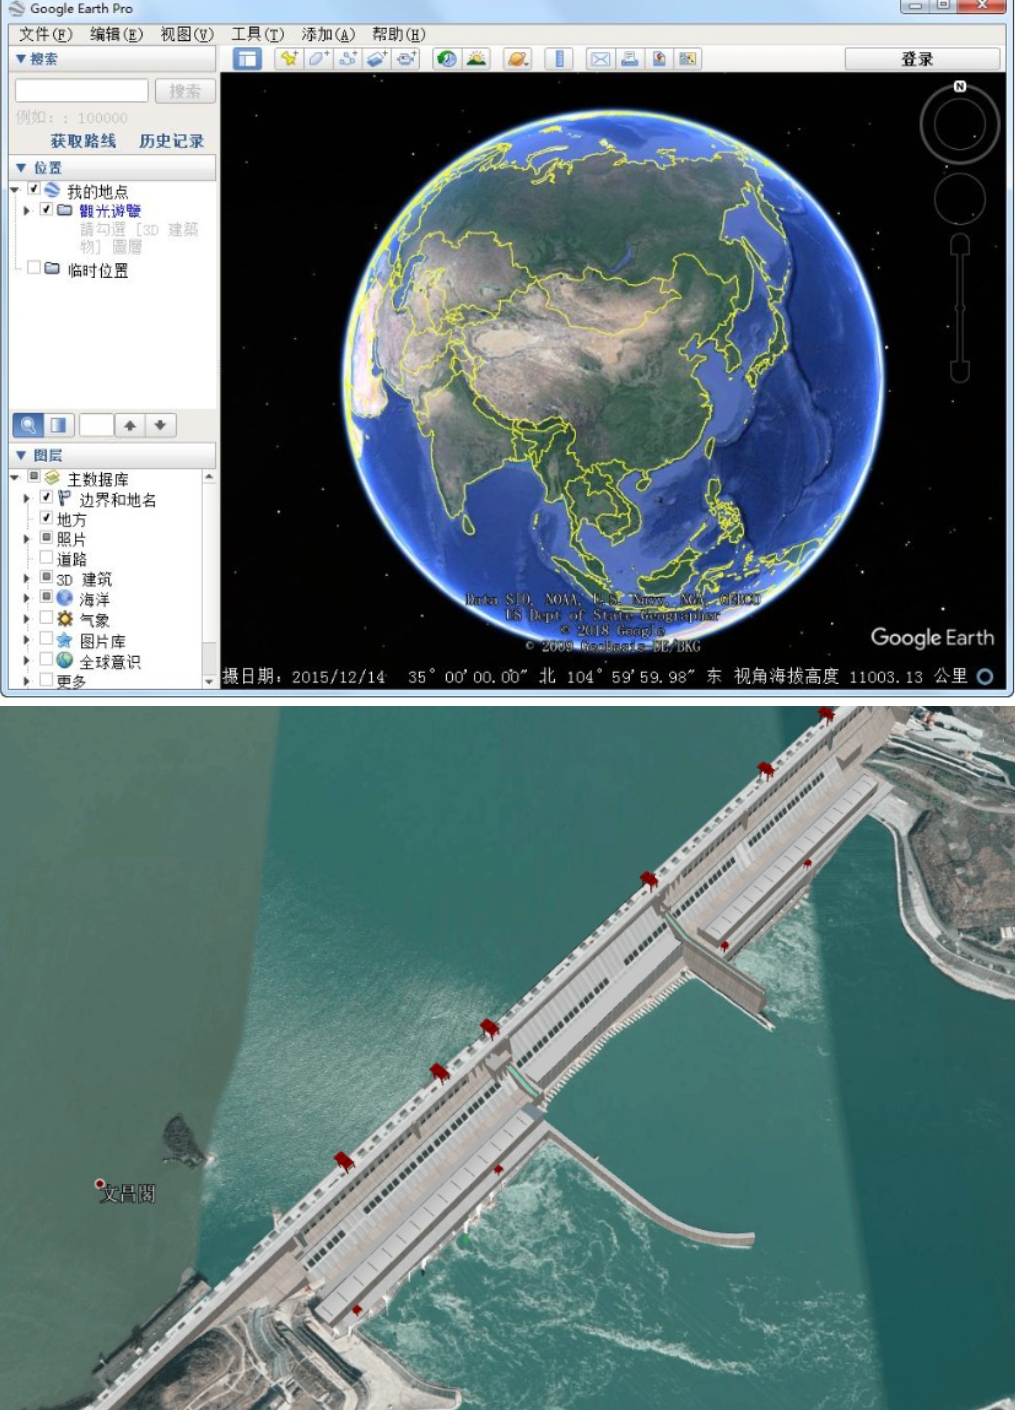 Google Earth Pro
文件(F) 编辑(E) 视图(V) 工具(T) 添加(A) 帮助(H)
▼搜索
登录
搜索
例如：: 100000
获取路线 历史记录
▼ 位置
我的地点
觀光游覽
請勾選 [3D 建築
物] 圖層
临时位置
▼ 图层
主数据库
边界和地名
地方
照片
道路
3D 建筑
海洋
气象
图片库
全球意识
更多
N
Data SIO, NOAA, U.S. Navy, NGA, GEBCO
US Dept of State Geographer
© 2018 Google
© 2009 GeoBasis-DE/BKG
Google Earth
摄日期: 2015/12/14 35°00'00.00" 北 104°59'59.98" 东 视角海拔高度 11003.13 公里
文昌閣